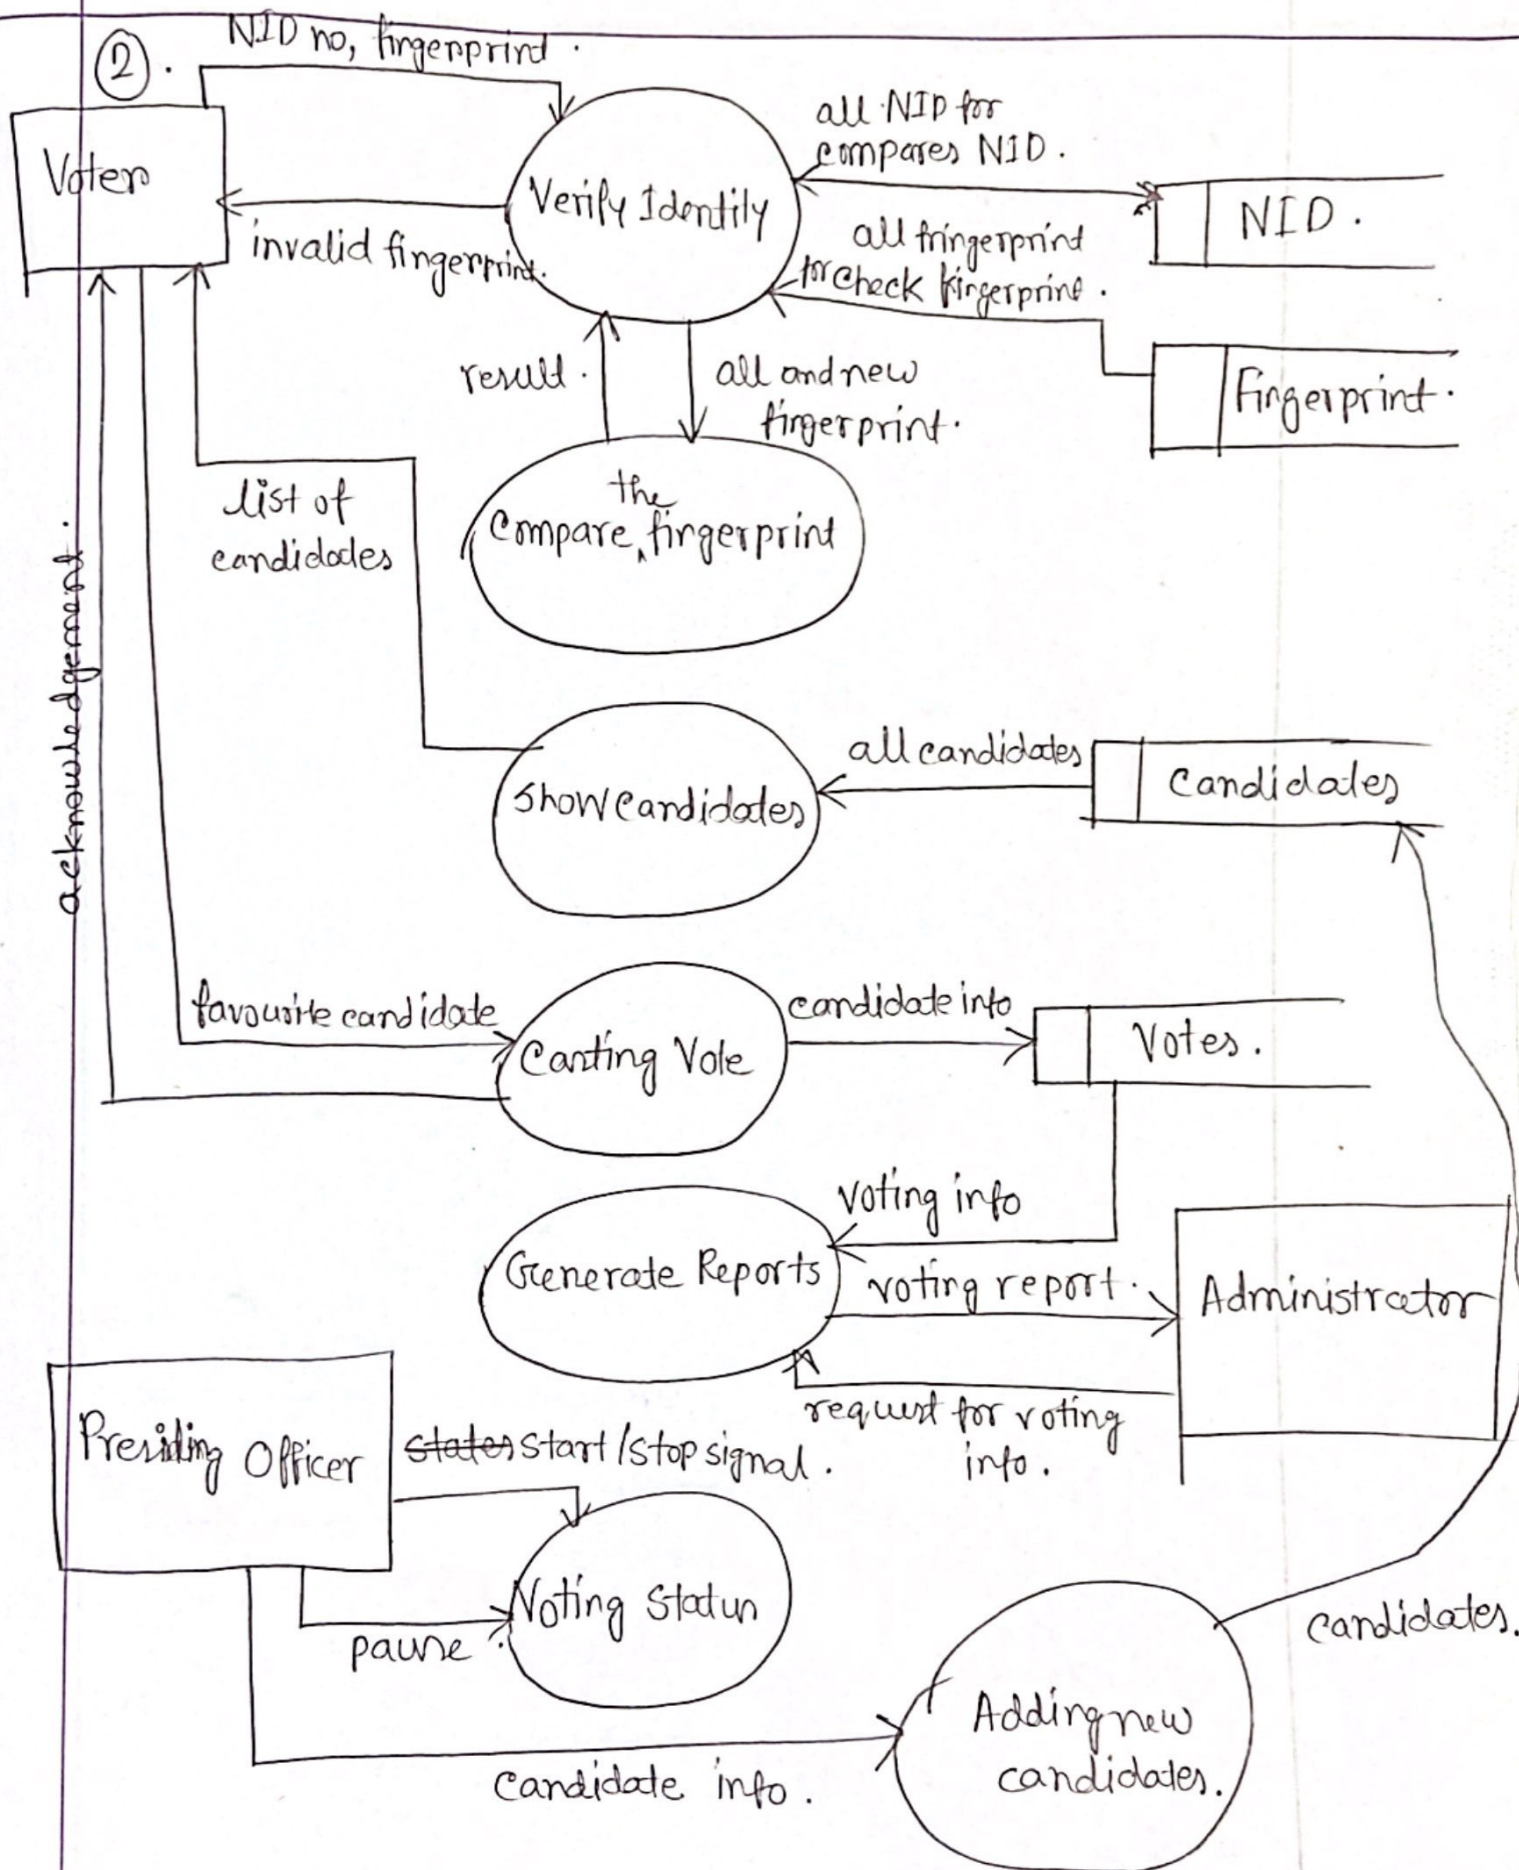 2.
NID no, fingerprint.
Voter
all NID for
compares NID.
Verify Identity
NID.
invalid fingerprint.
all fringerprint
for check fingerprint.
result.
all and new
fingerprint.
Fingerprint.
list of
candidates
the
Compare ‸ fingerprint
acknowledgement.
all candidates
Show Candidates
Candidates
favourite candidate
candidate info
Casting Vote
Votes.
voting info
Generate Reports
voting report.
Administrator
request for voting
info.
Presiding Officer
states start/stop signal.
Voting Status
pause.
candidates.
Adding new
candidates.
Candidate info.